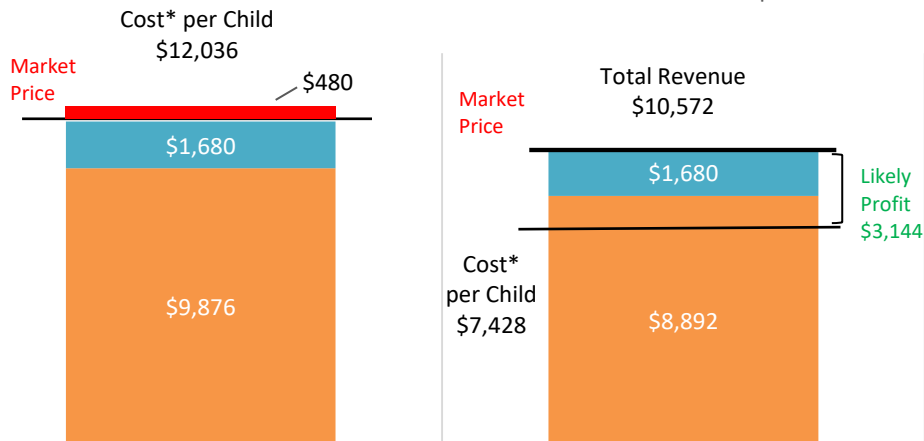 Cost* per Child
$12,036
Market
Price
$480
$1,680
$9,876
Total Revenue
$10,572
Market
Price
$1,680
Likely
Profit
$3,144
Cost*
per Child
$7,428
$8,892